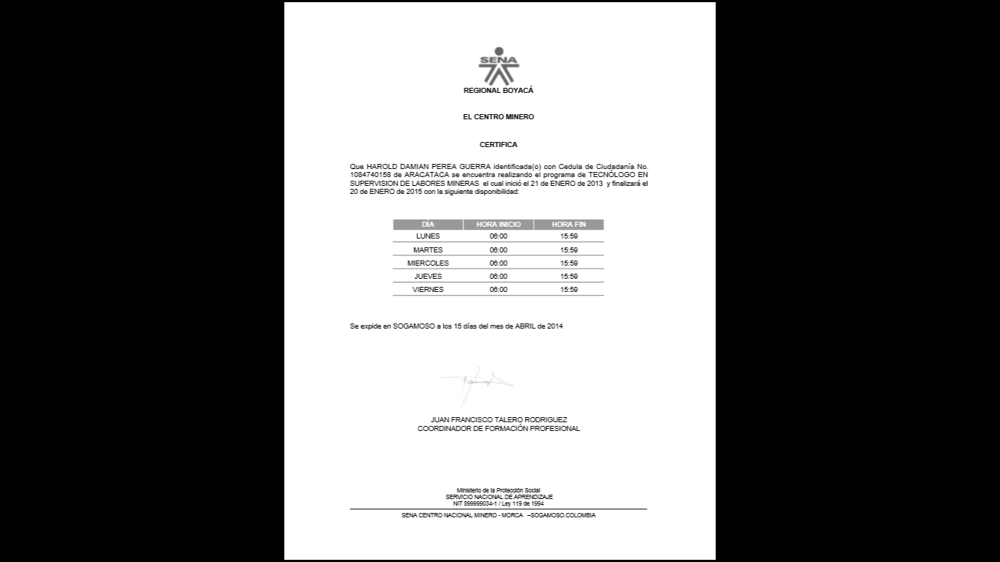 SENA
REGIONAL BOYACÁ
EL CENTRO MINERO
CERTIFICA
Que HAROLD DAMIAN PEREA GUERRA identificada(o) con Cedula de Ciudadanía No.
1084740158 de ARACATACA se encuentra realizando el programa de TECNÓLOGO EN
SUPERVISION DE LABORES MINERAS el cual inició el 21 de ENERO de 2013 y finalizará el
20 de ENERO de 2015 con la siguiente disponibilidad:
DÍA HORA INICIO HORA FIN
LUNES 06:00 15:59
MARTES 06:00 15:59
MIERCOLES 06:00 15:59
JUEVES 06:00 15:59
VIERNES 06:00 15:59
Se expide en SOGAMOSO a los 15 días del mes de ABRIL de 2014
JUAN FRANCISCO TALERO RODRIGUEZ
COORDINADOR DE FORMACIÓN PROFESIONAL
Ministerio de la Protección Social
SERVICIO NACIONAL DE APRENDIZAJE
NIT 899999034-1 / Ley 119 de 1994
SENA CENTRO NACIONAL MINERO - MORCA –SOGAMOSO.COLOMBIA